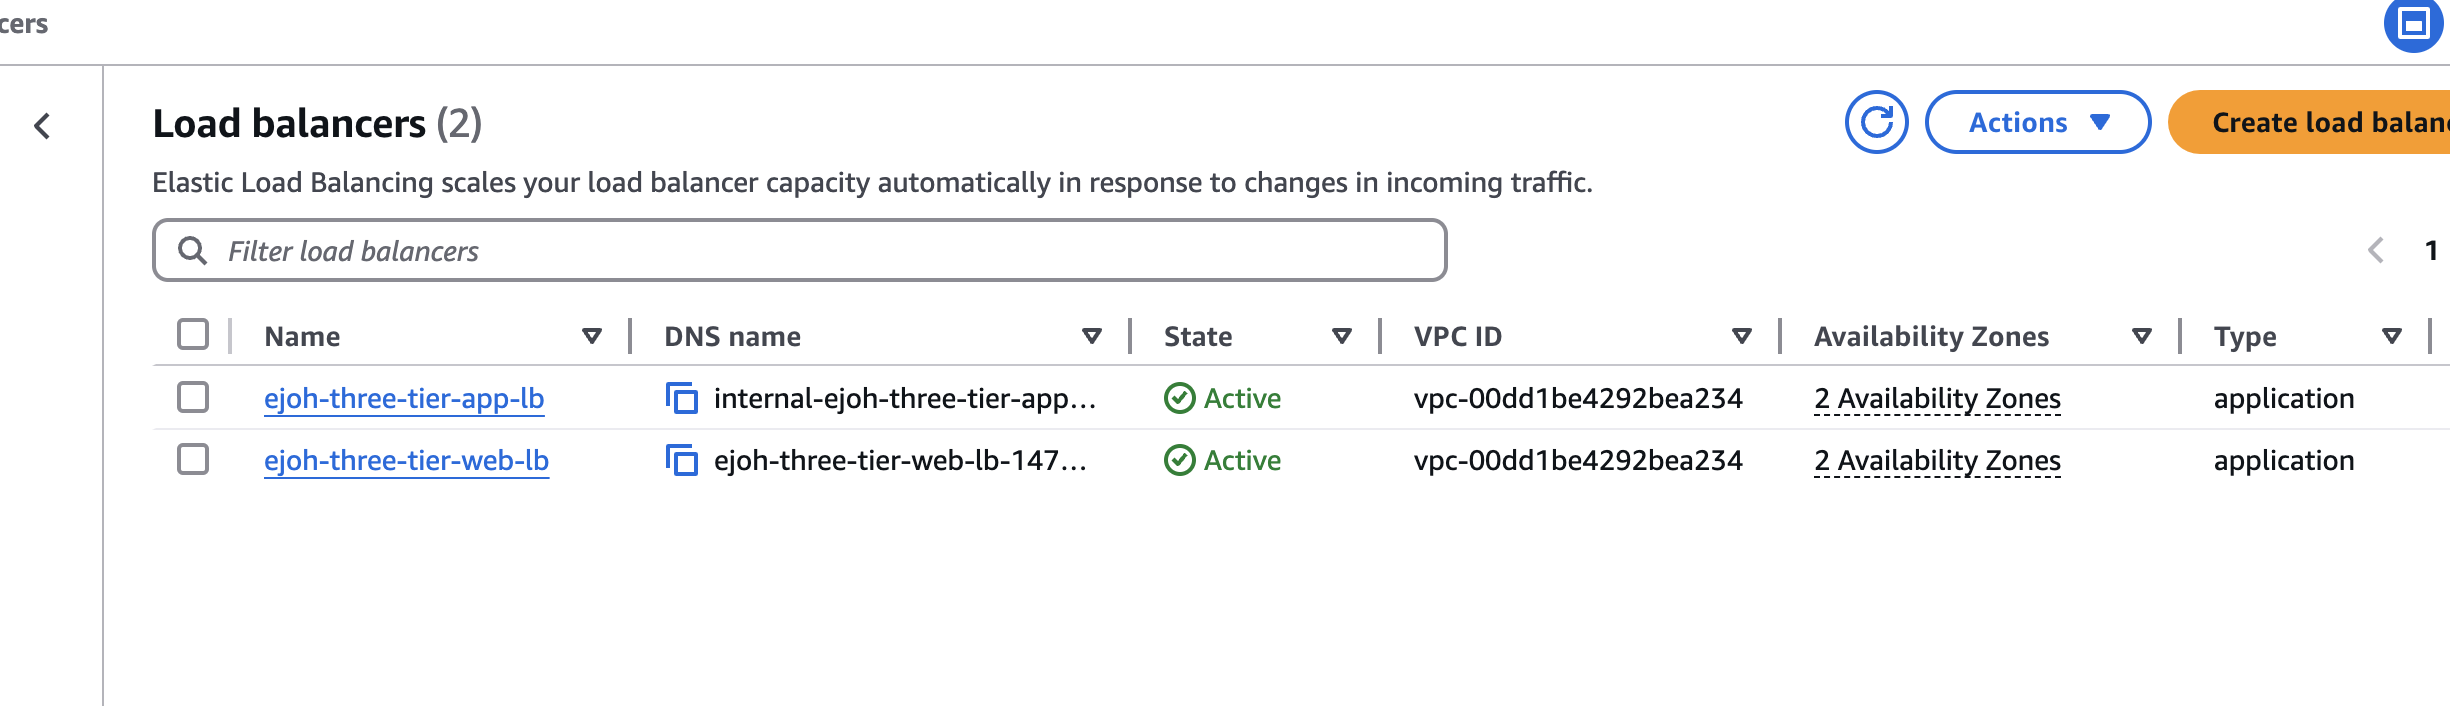 cers
Load balancers (2)
Actions
Create load balanc
Elastic Load Balancing scales your load balancer capacity automatically in response to changes in incoming traffic.
Filter load balancers
1
Name DNS name State VPC ID Availability Zones Type
ejoh-three-tier-app-lb internal-ejoh-three-tier-app... Active vpc-00dd1be4292bea234 2 Availability Zones application
ejoh-three-tier-web-lb ejoh-three-tier-web-lb-147... Active vpc-00dd1be4292bea234 2 Availability Zones application